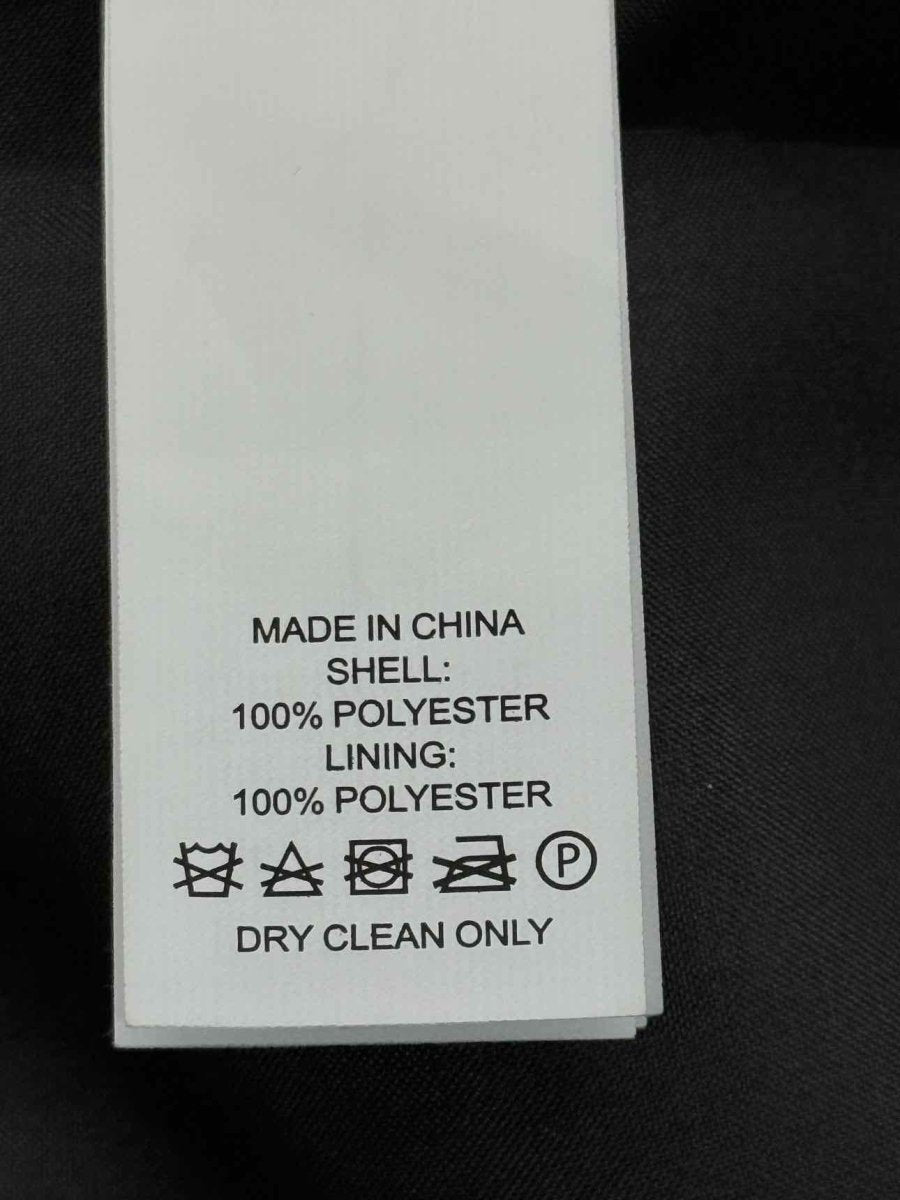 MADE IN CHINA
SHELL:
100% POLYESTER
LINING:
100% POLYESTER
P
DRY CLEAN ONLY